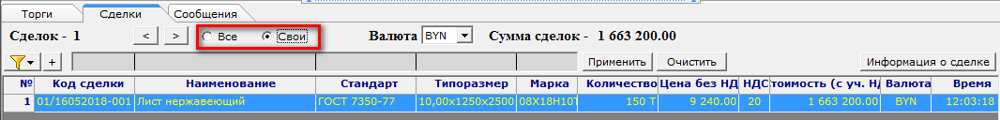 Торги Сделки Сообщения
Сделок - 1 < > Все Свои Валюта BYN Сумма сделок - 1 663 200.00
+ Применить Очистить Информация о сделке
№ Код сделки Наименование Стандарт Типоразмер Марка Количество Цена без НД НДС тоимость (с уч. НД Валюта Время
1 01/16052018-001 Лист нержавеющий ГОСТ 7350-77 10,00x1250x2500 08Х18Н10Т 150 Т 9 240.00 20 1 663 200.00 BYN 12:03:18